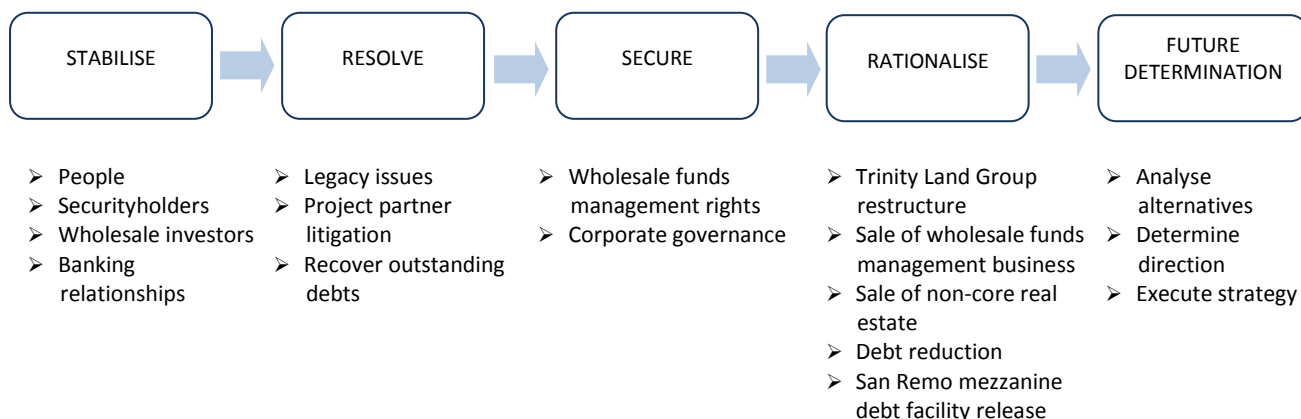 STABILISE
RESOLVE
SECURE
RATIONALISE
FUTURE
DETERMINATION
➢ People
➢ Securityholders
➢ Wholesale investors
➢ Banking
relationships
➢ Legacy issues
➢ Project partner
litigation
➢ Recover outstanding
debts
➢ Wholesale funds
management rights
➢ Corporate governance
➢ Trinity Land Group
restructure
➢ Sale of wholesale funds
management business
➢ Sale of non-core real
estate
➢ Debt reduction
➢ San Remo mezzanine
debt facility release
➢ Analyse
alternatives
➢ Determine
direction
➢ Execute strategy